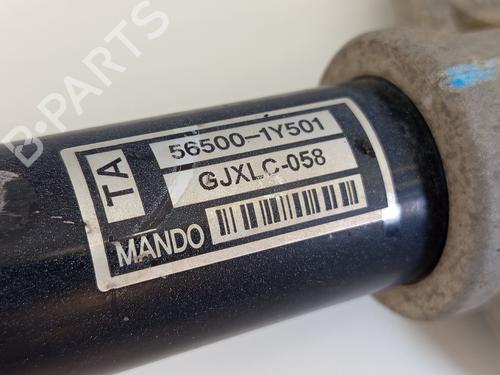 TA
56500-1Y501
GJXLC-058
MANDO
B-PARTS